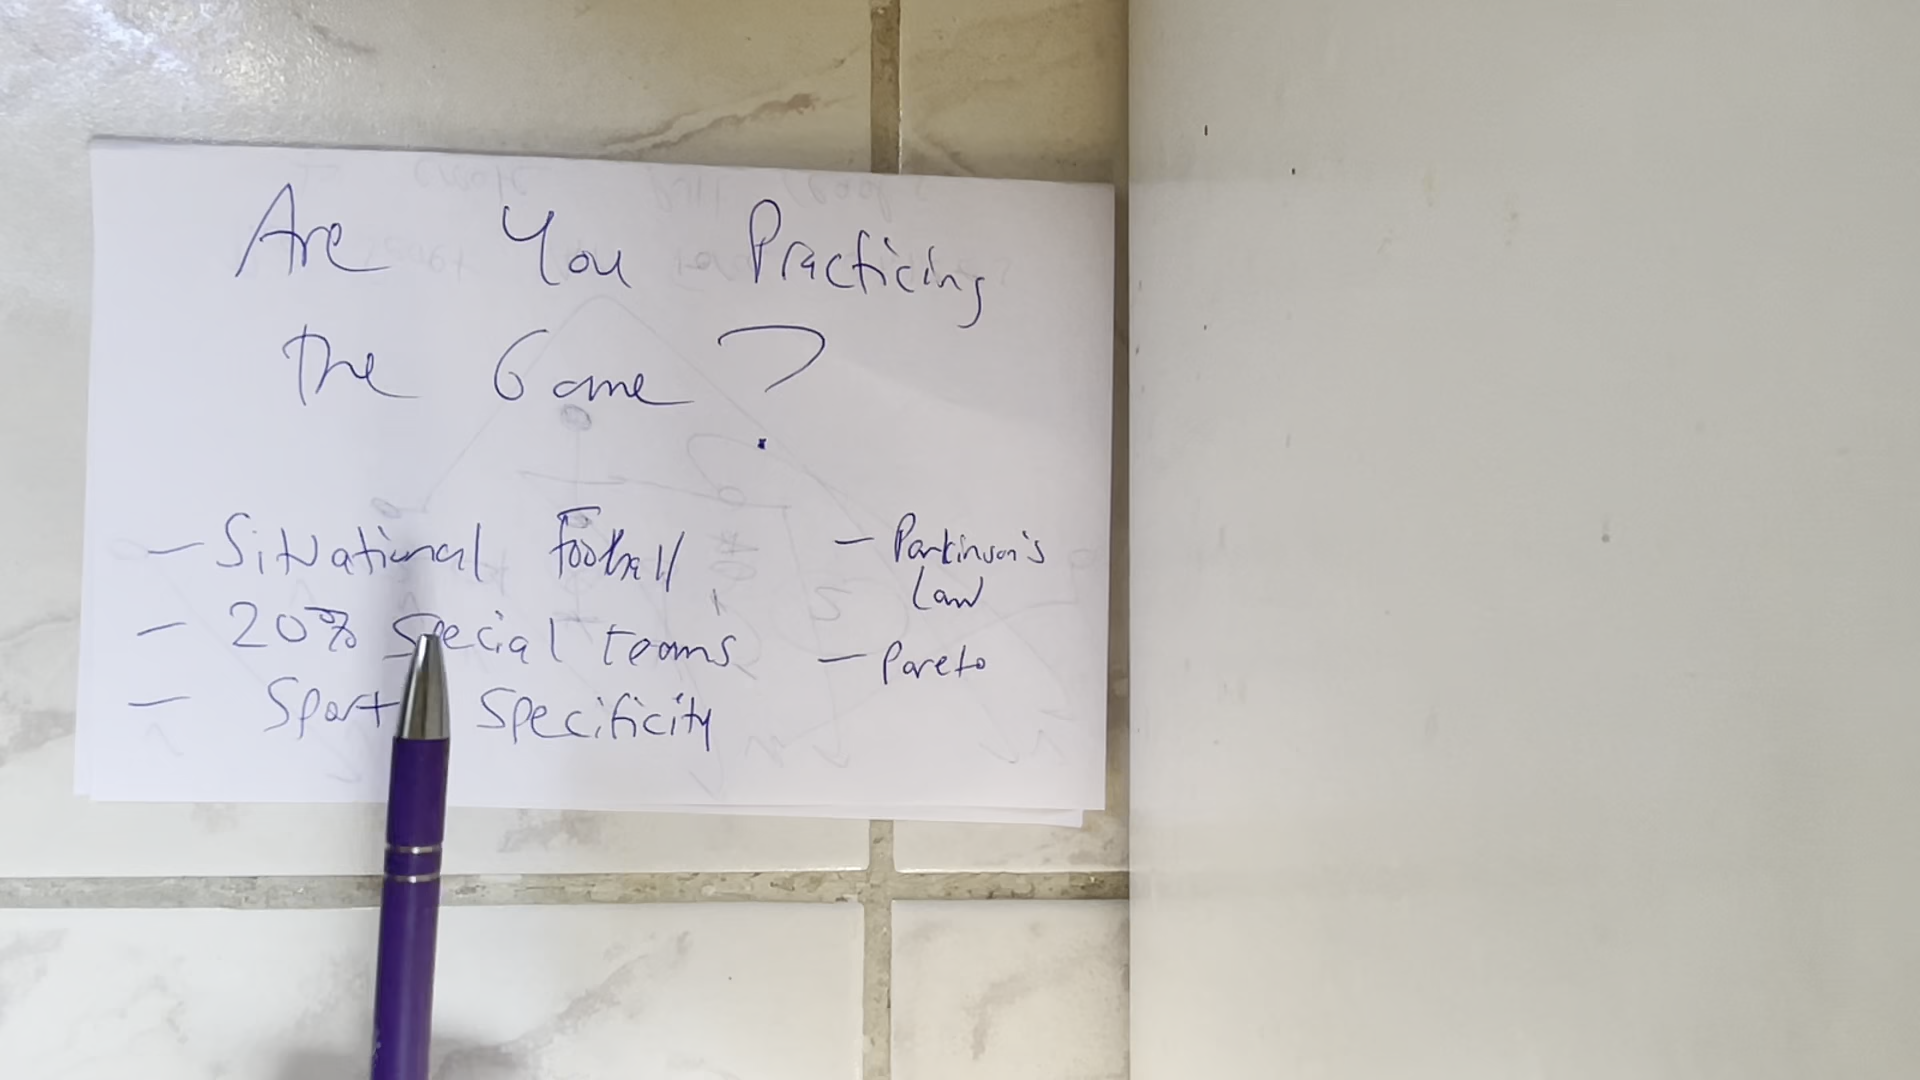 Are You Practicing
the Game?
- Situational Football
- 20% Special teams
- Sport Specificity
- Parkinson's
Law
- Pareto